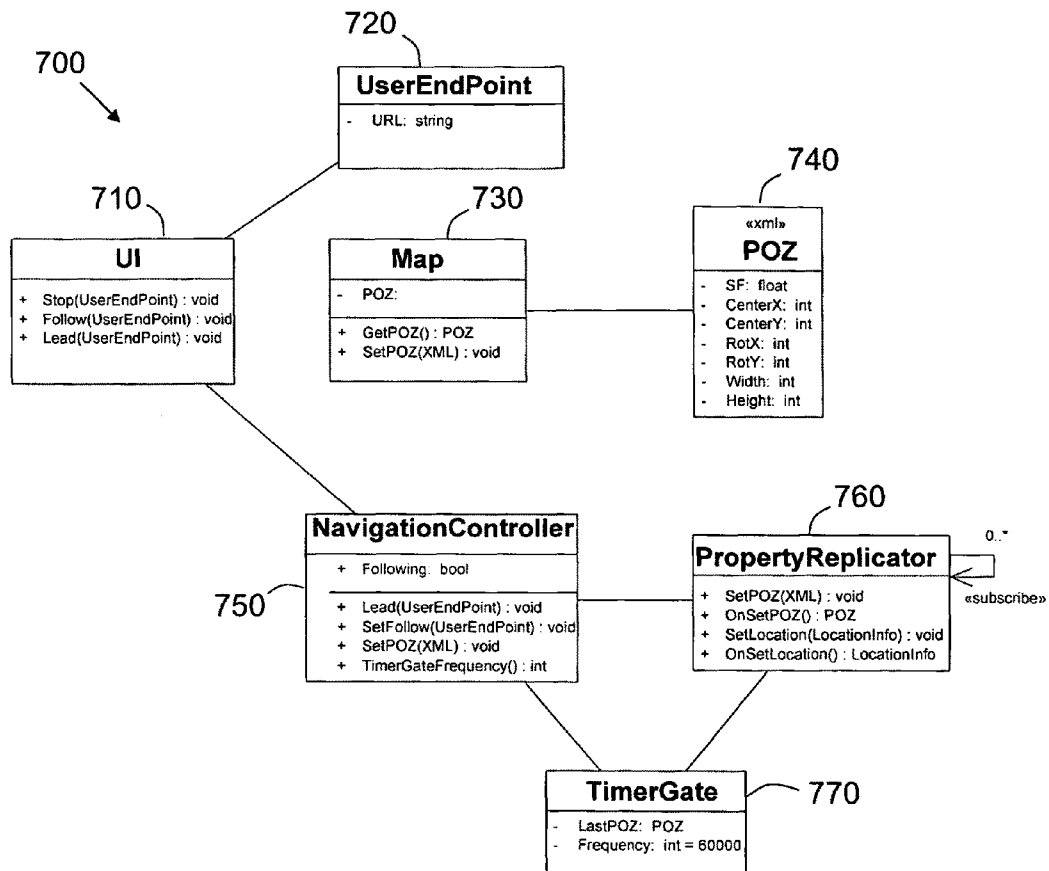 700
720
UserEndPoint
- URL: string
710
UI
+ Stop(UserEndPoint) : void
+ Follow(UserEndPoint) : void
+ Lead(UserEndPoint) : void
730
Map
- POZ:
+ GetPOZ() : POZ
+ SetPOZ(XML) : void
740
«xml»
POZ
- SF: float
- CenterX: int
- CenterY: int
- RotX: int
- RotY: int
- Width: int
- Height: int
750
NavigationController
+ Following: bool
+ Lead(UserEndPoint) : void
+ SetFollow(UserEndPoint) : void
+ SetPOZ(XML) : void
+ TimerGateFrequency() : int
760
PropertyReplicator
+ SetPOZ(XML) : void
+ OnSetPOZ() : POZ
+ SetLocation(LocationInfo) : void
+ OnSetLocation() : LocationInfo
0..*
«subscribe»
TimerGate
- LastPOZ: POZ
- Frequency: int = 60000
770